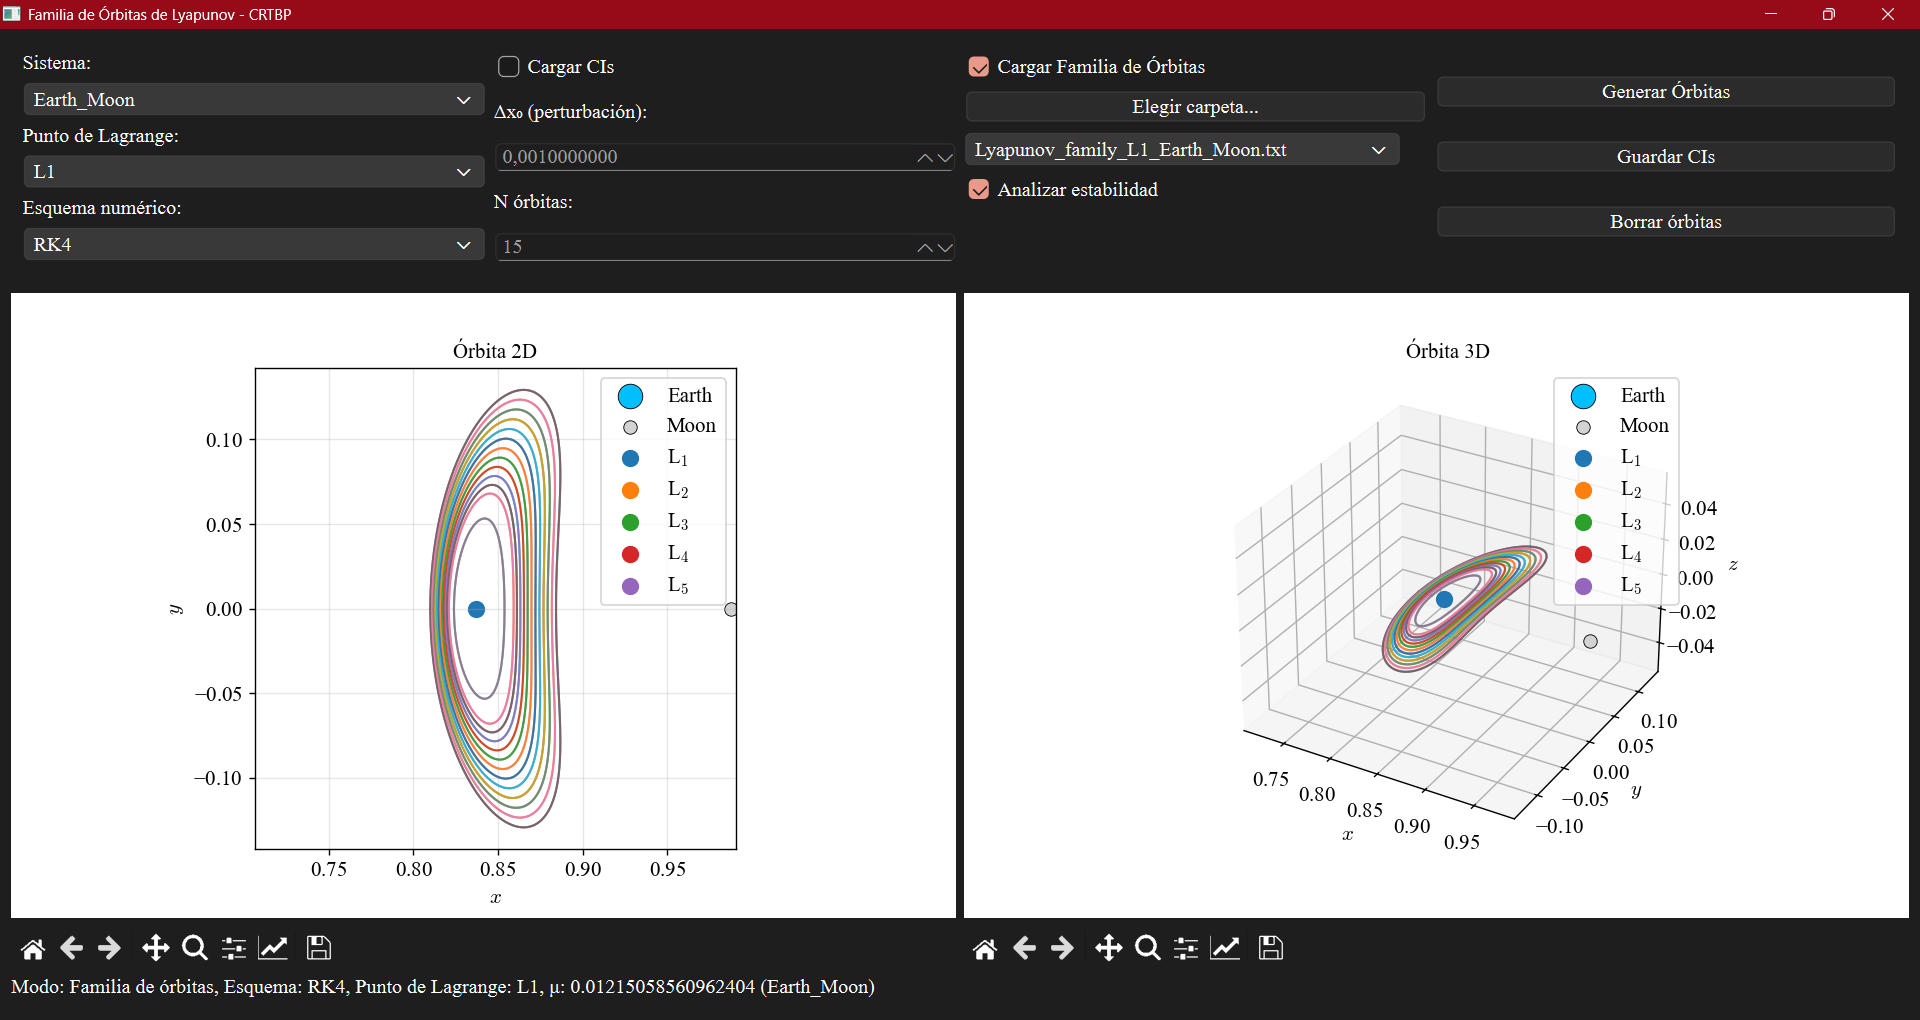 Familia de Órbitas de Lyapunov - CRTBP
Sistema:
Earth_Moon
Punto de Lagrange:
L1
Esquema numérico:
RK4
Cargar CIs
Δx₀ (perturbación):
0,0010000000
N órbitas:
15
Cargar Familia de Órbitas
Elegir carpeta...
Lyapunov_family_L1_Earth_Moon.txt
Analizar estabilidad
Generar Órbitas
Guardar CIs
Borrar órbitas
Órbita 2D
Earth
Moon
L₁
L₂
L₃
L₄
L₅
0.10
0.05
0.00
−0.05
−0.10
y
0.75 0.80 0.85 0.90 0.95
x
Órbita 3D
Earth
Moon
L₁
L₂
L₃
L₄
L₅
0.04
0.02
0.00
−0.02
−0.04
z
0.10
0.05
0.00
−0.05
−0.10
y
0.75
0.80
0.85
0.90
0.95
x
Modo: Familia de órbitas, Esquema: RK4, Punto de Lagrange: L1, μ: 0.01215058560962404 (Earth_Moon)